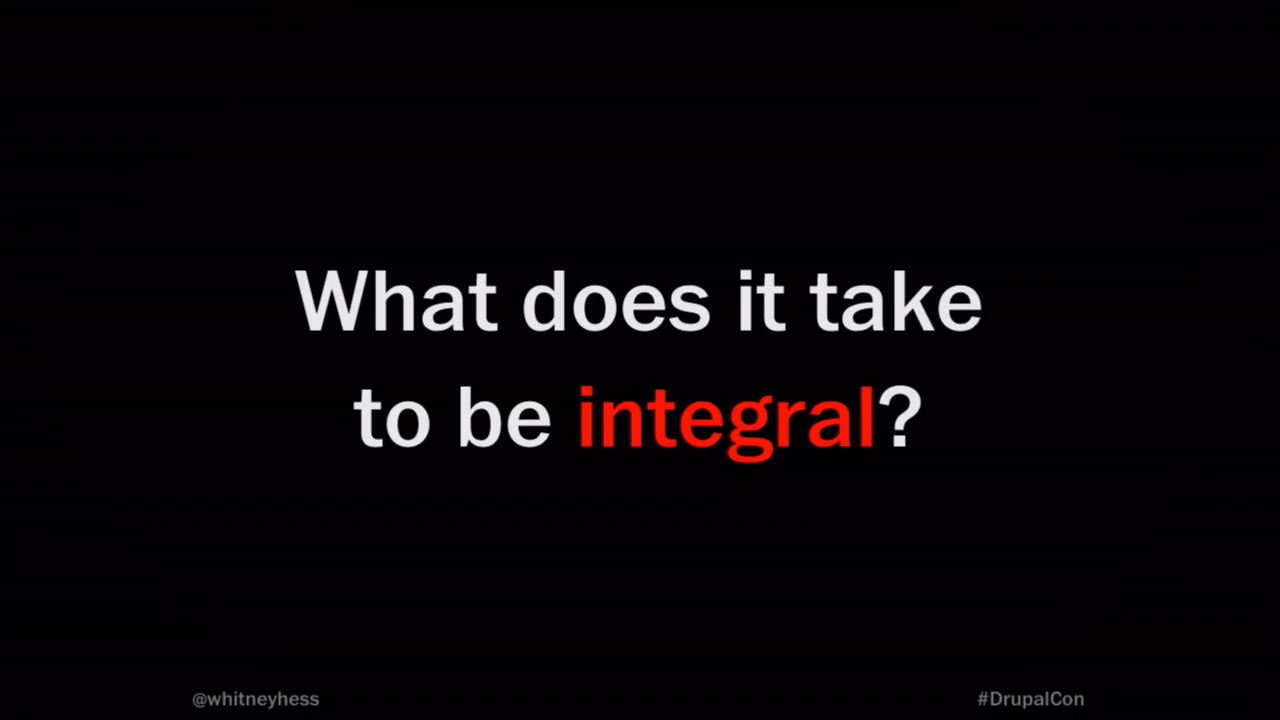 What does it take
to be integral?
@whitneyhess
#DrupalCon